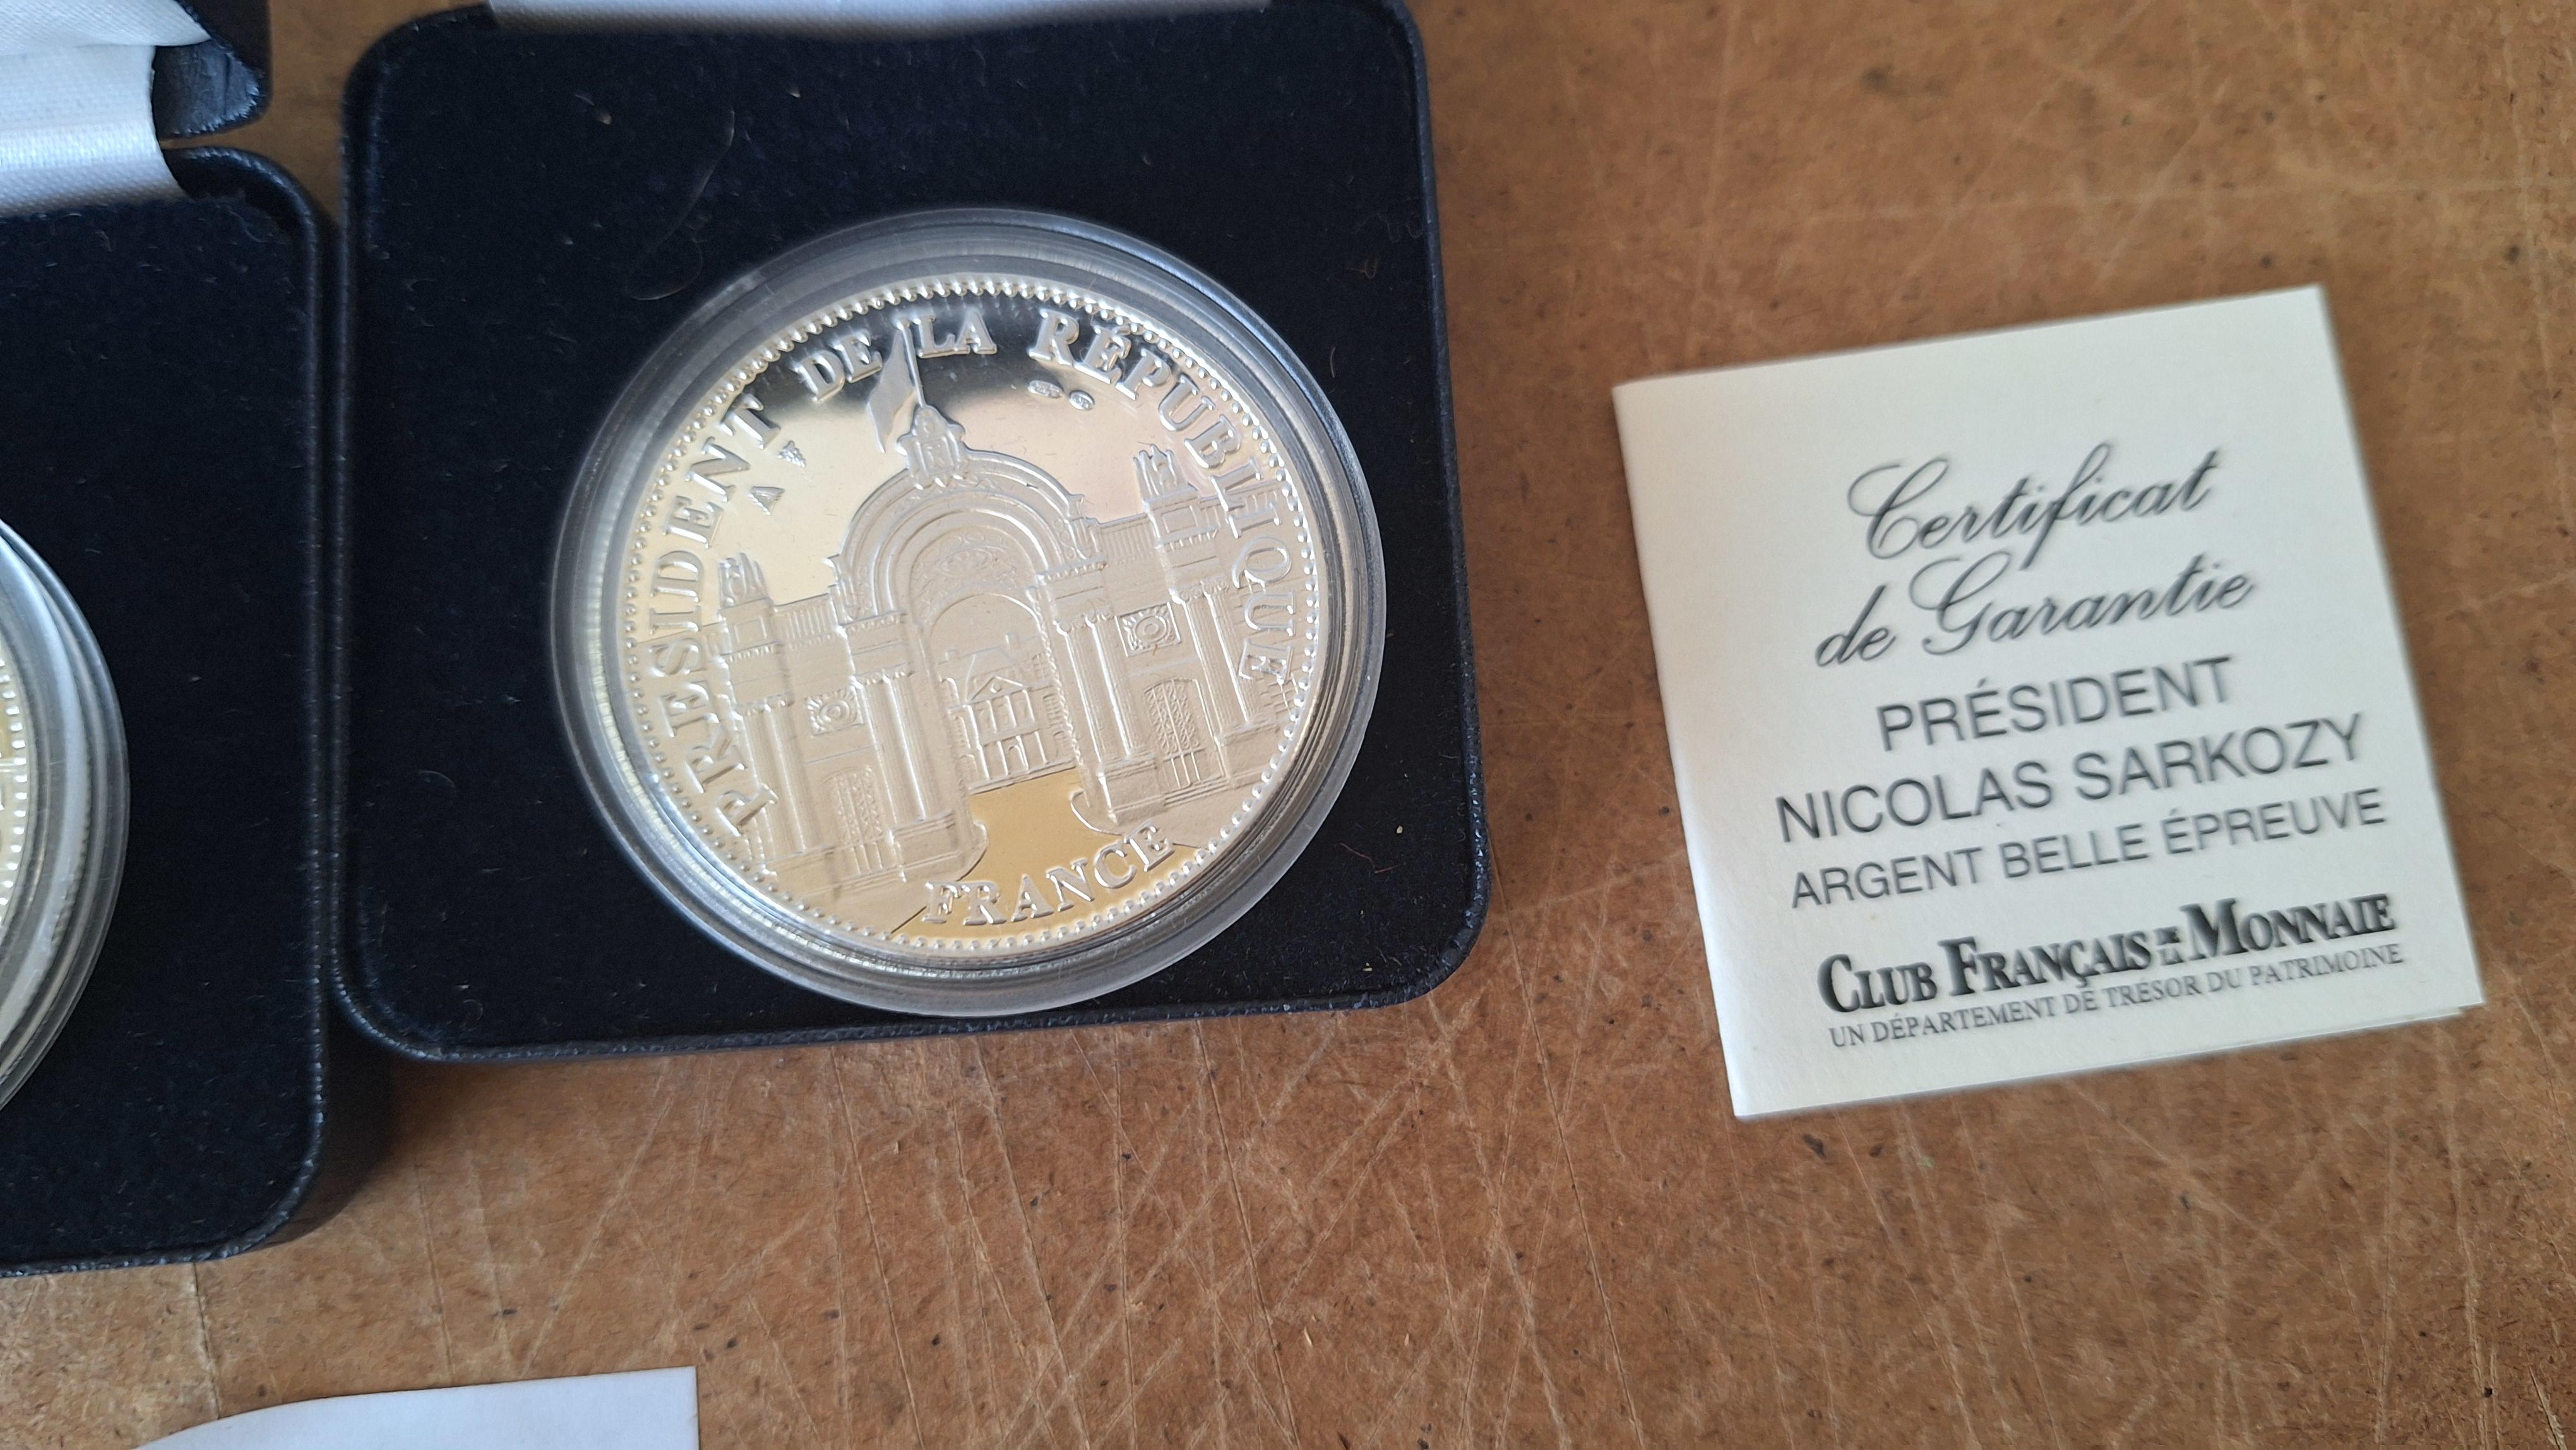 PRESIDENT DE LA RÉPUBLIQUE
FRANCE
Certificat
de Garantie
PRÉSIDENT
NICOLAS SARKOZY
ARGENT BELLE ÉPREUVE
CLUB FRANÇAIS DE LA MONNAIE
UN DÉPARTEMENT DE TRESOR DU PATRIMOINE